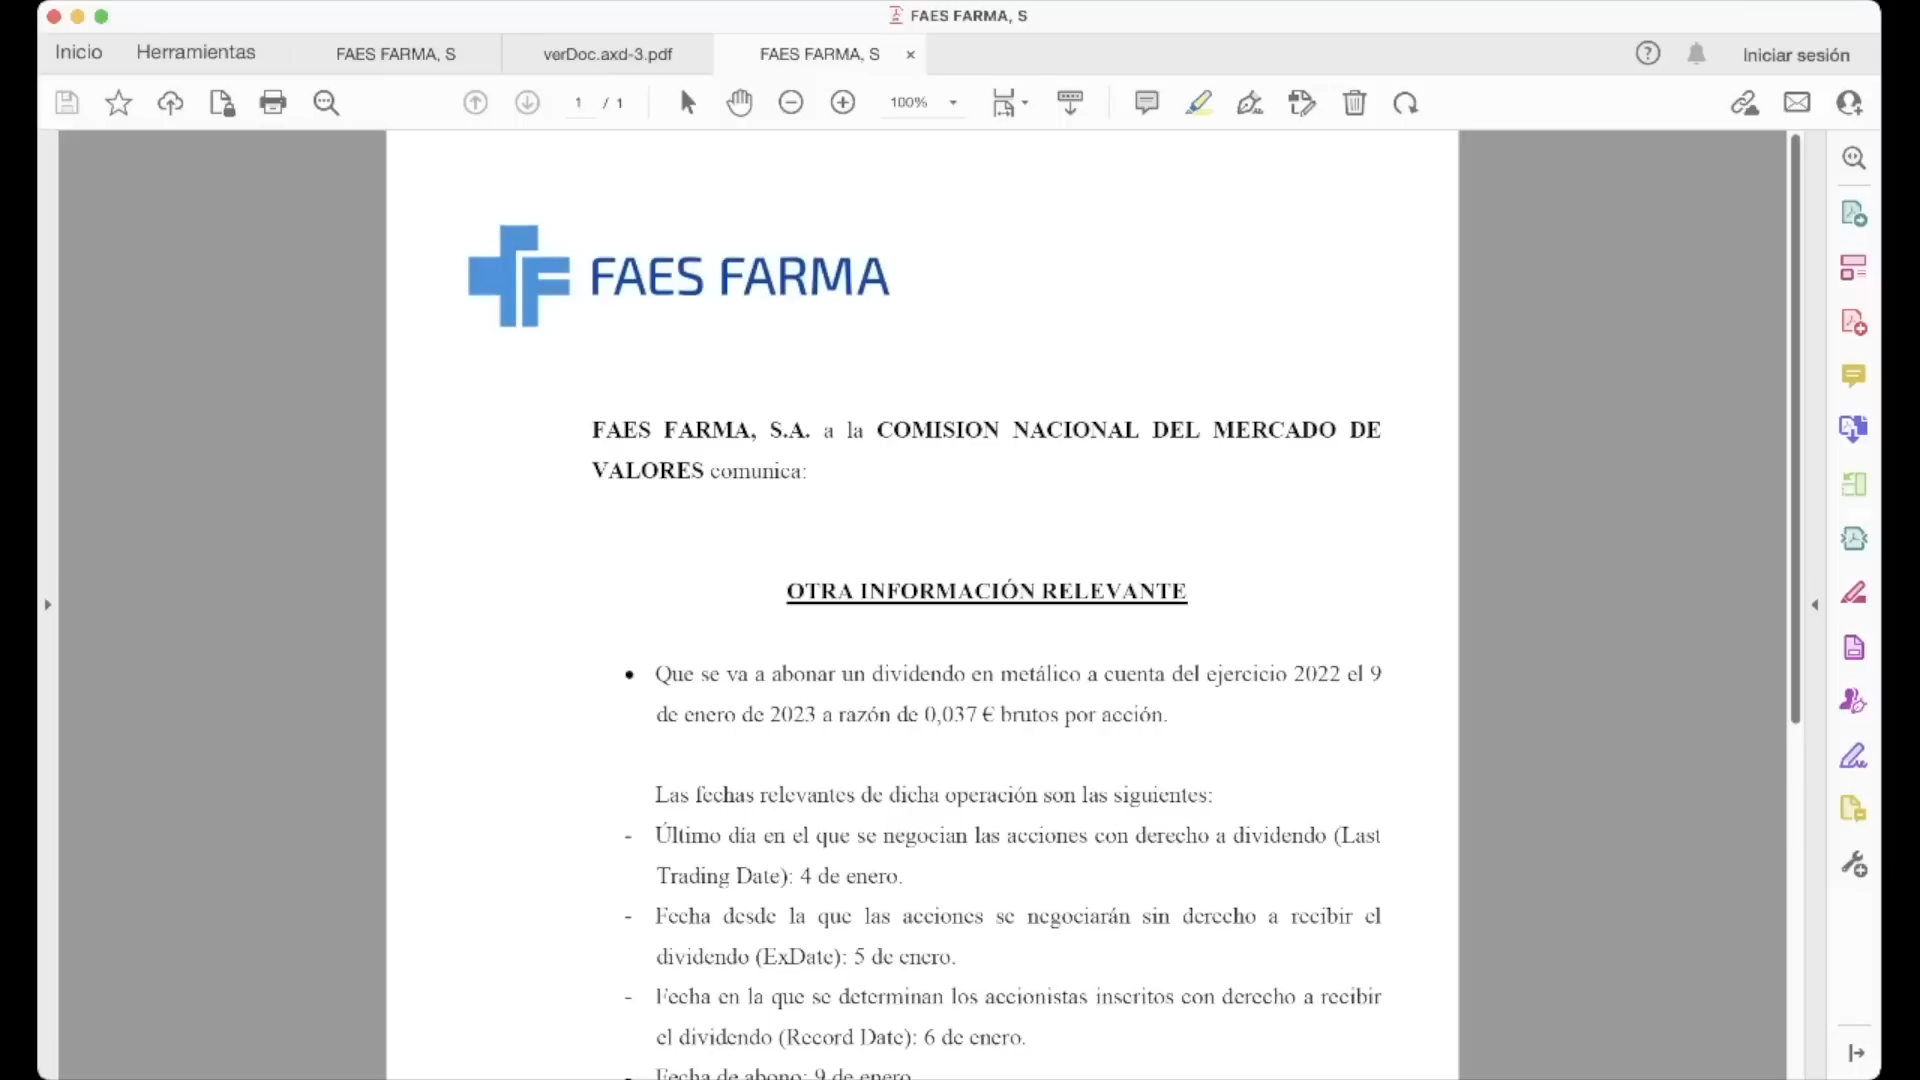 FAES FARMA, S
Inicio
Herramientas
FAES FARMA, S
verDoc.axd-3.pdf
FAES FARMA, S
Iniciar sesión
1 / 1
100%
FAES FARMA
FAES FARMA, S.A. a la COMISION NACIONAL DEL MERCADO DE
VALORES comunica:
OTRA INFORMACIÓN RELEVANTE
• Que se va a abonar un dividendo en metálico a cuenta del ejercicio 2022 el 9
de enero de 2023 a razón de 0,037 € brutos por acción.
Las fechas relevantes de dicha operación son las siguientes:
- Último día en el que se negocian las acciones con derecho a dividendo (Last
Trading Date): 4 de enero.
- Fecha desde la que las acciones se negociarán sin derecho a recibir el
dividendo (ExDate): 5 de enero.
- Fecha en la que se determinan los accionistas inscritos con derecho a recibir
el dividendo (Record Date): 6 de enero.
- Fecha de abono: 9 de enero